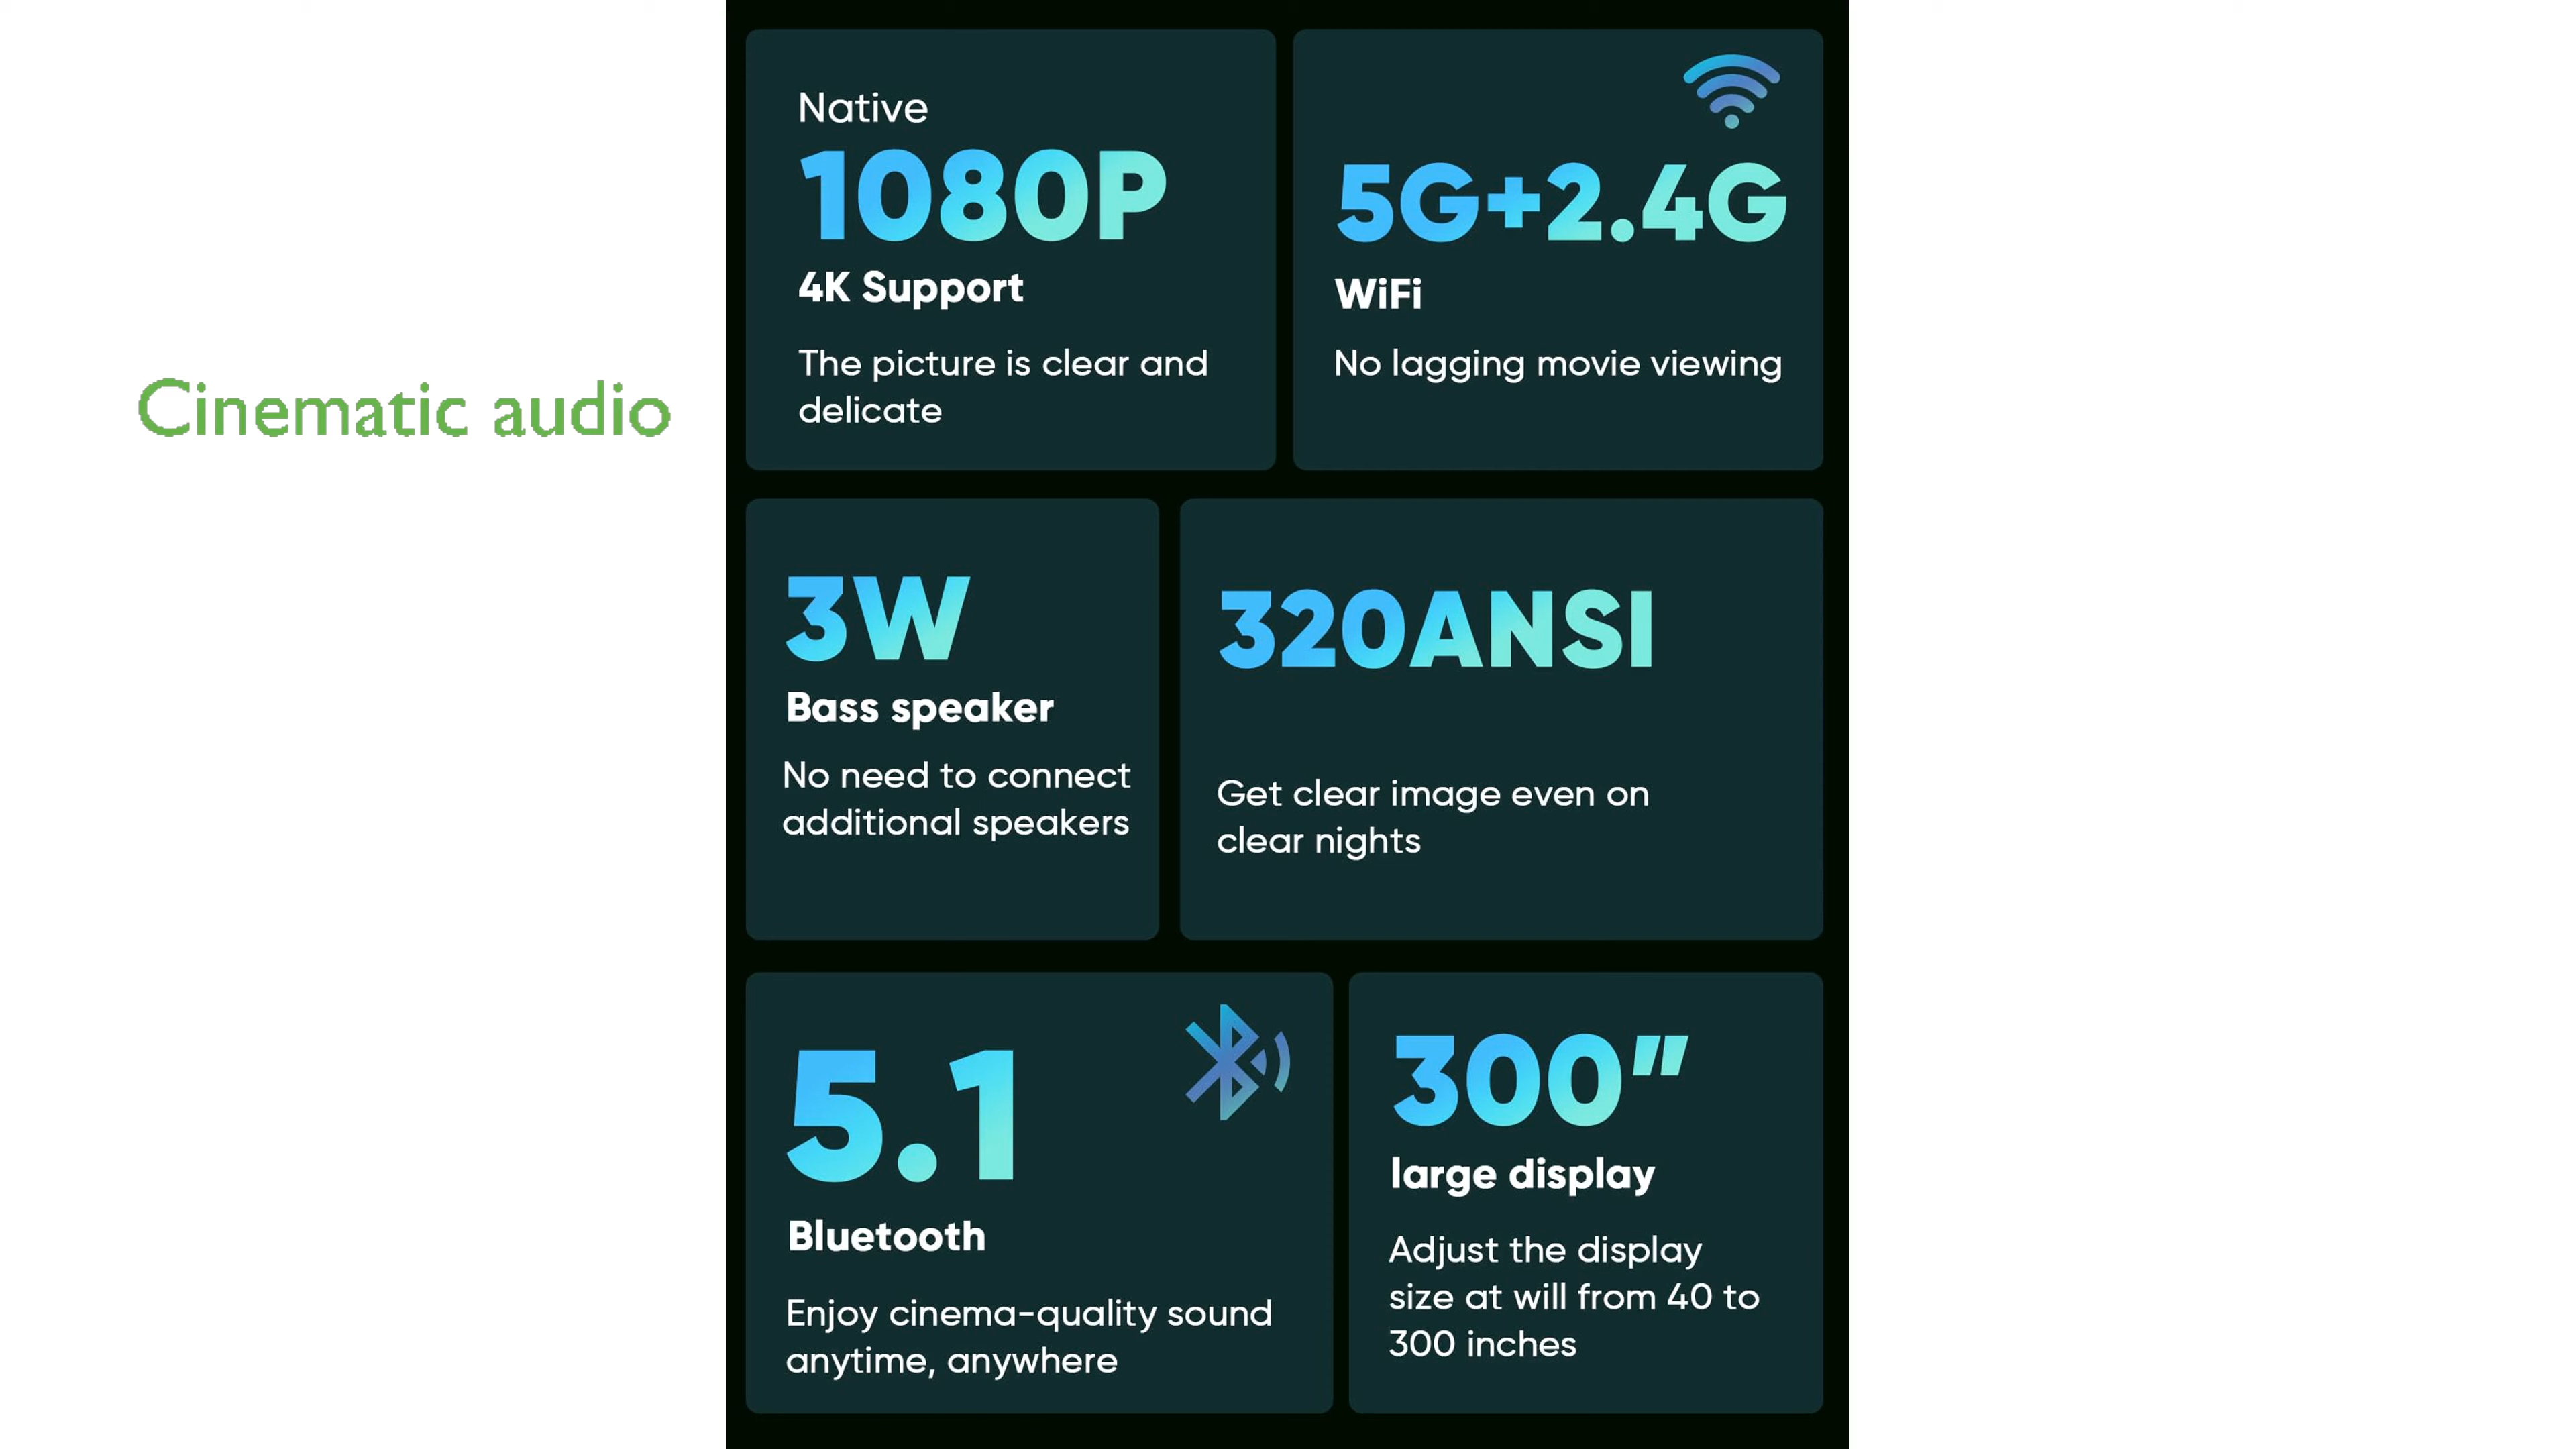 Cinematic audio
Native
1080P
4K Support
The picture is clear and
delicate
5G+2.4G
WiFi
No lagging movie viewing
3W
Bass speaker
No need to connect
additional speakers
320ANSI
Get clear image even on
clear nights
5.1
Bluetooth
Enjoy cinema-quality sound
anytime, anywhere
300"
large display
Adjust the display
size at will from 40 to
300 inches